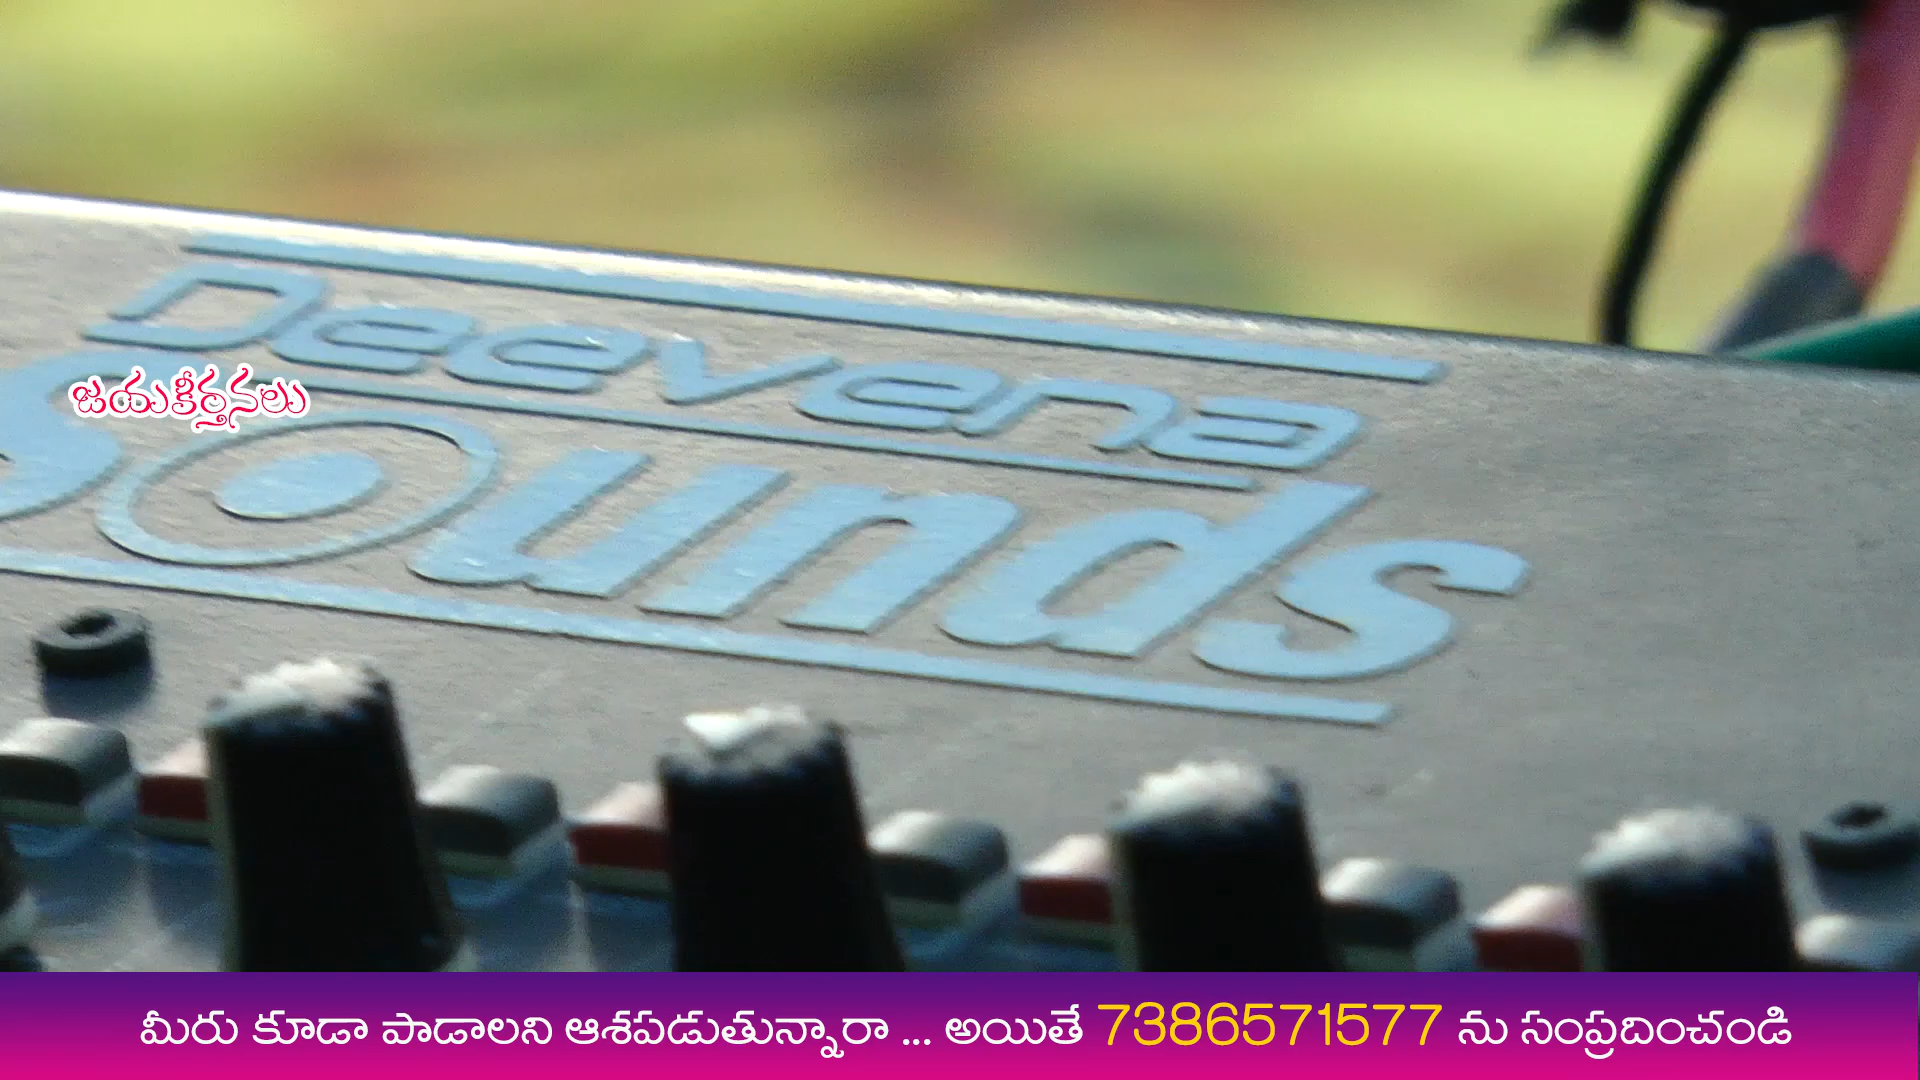 Deevena
జయకీర్తనలు
Sounds
మీరు కూడా పాడాలని ఆశపడుతున్నారా ... అయితే 7386571577 ను సంప్రదించండి